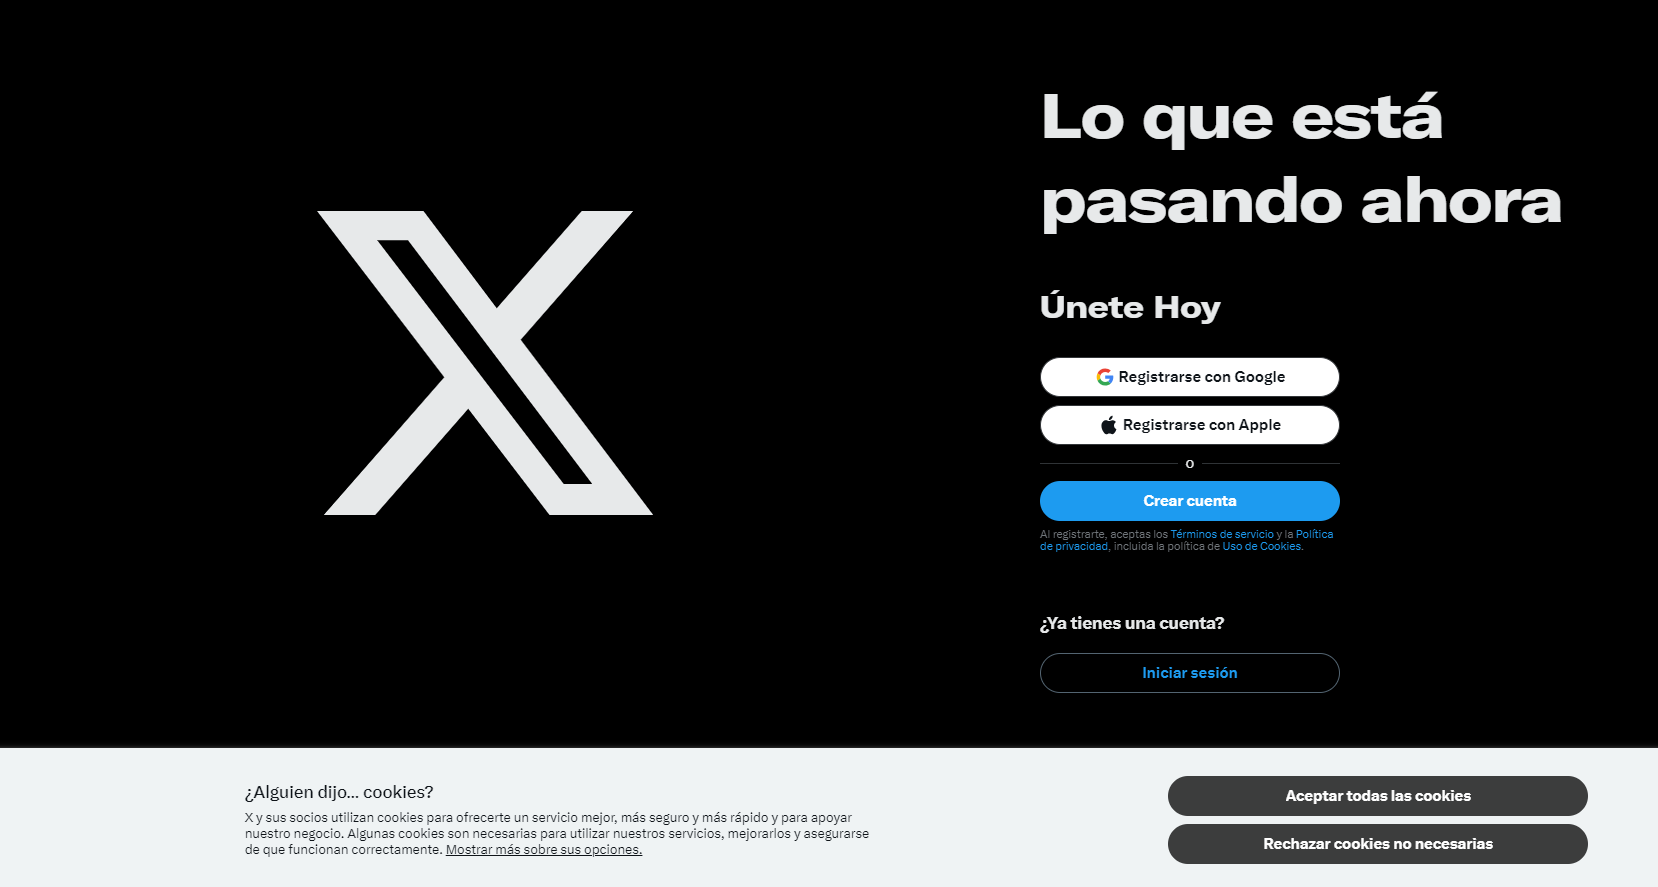 Lo que está
pasando ahora
Únete Hoy
Registrarse con Google
Registrarse con Apple
o
Crear cuenta
Al registrarte, aceptas los Términos de servicio y la Política
de privacidad, incluida la política de Uso de Cookies.
¿Ya tienes una cuenta?
Iniciar sesión
¿Alguien dijo... cookies?
X y sus socios utilizan cookies para ofrecerte un servicio mejor, más seguro y más rápido y para apoyar
nuestro negocio. Algunas cookies son necesarias para utilizar nuestros servicios, mejorarlos y asegurarse
de que funcionan correctamente. Mostrar más sobre sus opciones.
Aceptar todas las cookies
Rechazar cookies no necesarias